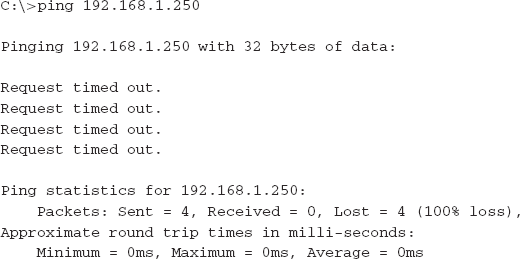 C:\>ping 192.168.1.250
Pinging 192.168.1.250 with 32 bytes of data:
Request timed out.
Request timed out.
Request timed out.
Request timed out.
Ping statistics for 192.168.1.250:
Packets: Sent = 4, Received = 0, Lost = 4 (100% loss),
Approximate round trip times in milli-seconds:
Minimum = 0ms, Maximum = 0ms, Average = 0ms